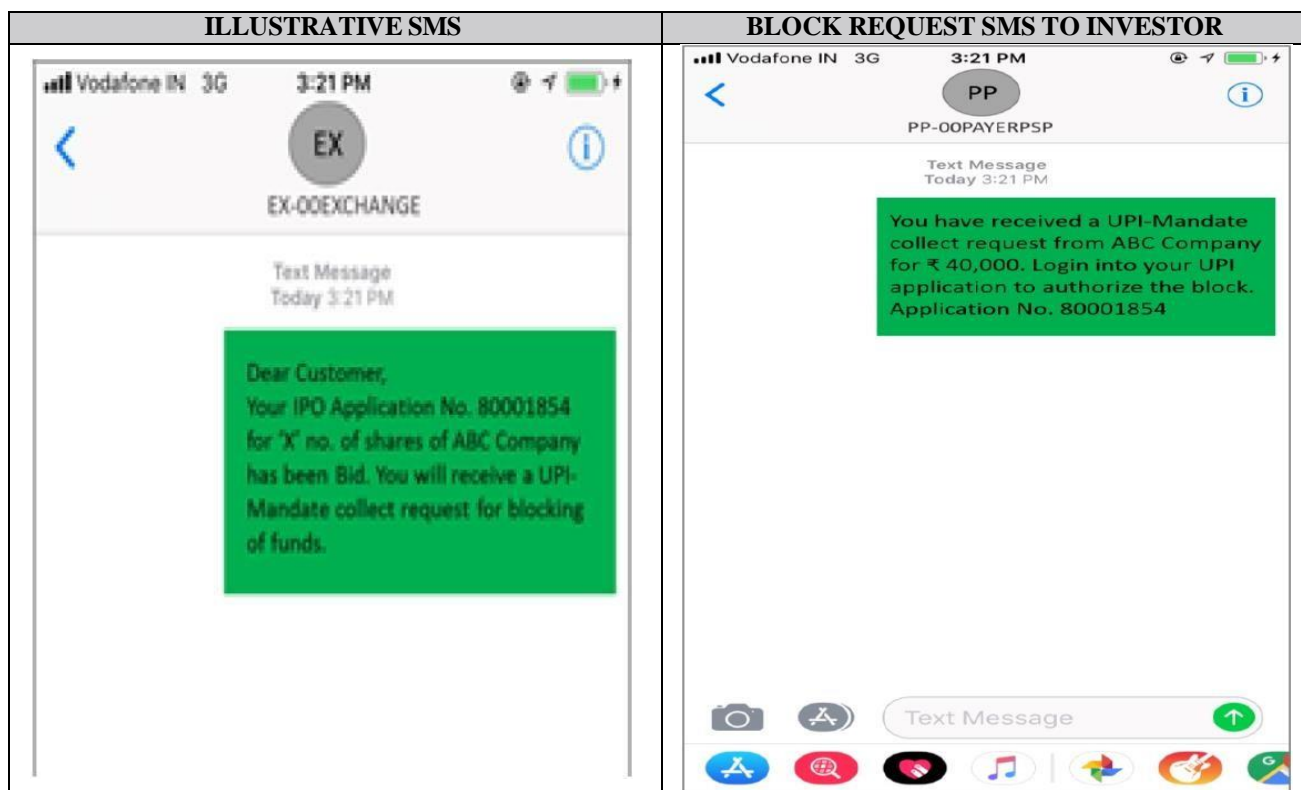 ILLUSTRATIVE SMS
Vodafone IN 3G 3:21 PM
EX
EX-00EXCHANGE
Text Message
Today 3:21 PM
Dear Customer,
Your IPO Application No. 80001854
for "X" no. of shares of ABC Company
has been Bid. You will receive a UPI-
Mandate collect request for blocking
of funds.
BLOCK REQUEST SMS TO INVESTOR
Vodafone IN 3G 3:21 PM
PP
PP-00PAYERPSP
Text Message
Today 3:21 PM
You have received a UPI-Mandate
collect request from ABC Company
for ₹ 40,000. Login into your UPI
application to authorize the block.
Application No. 80001854
Text Message
G